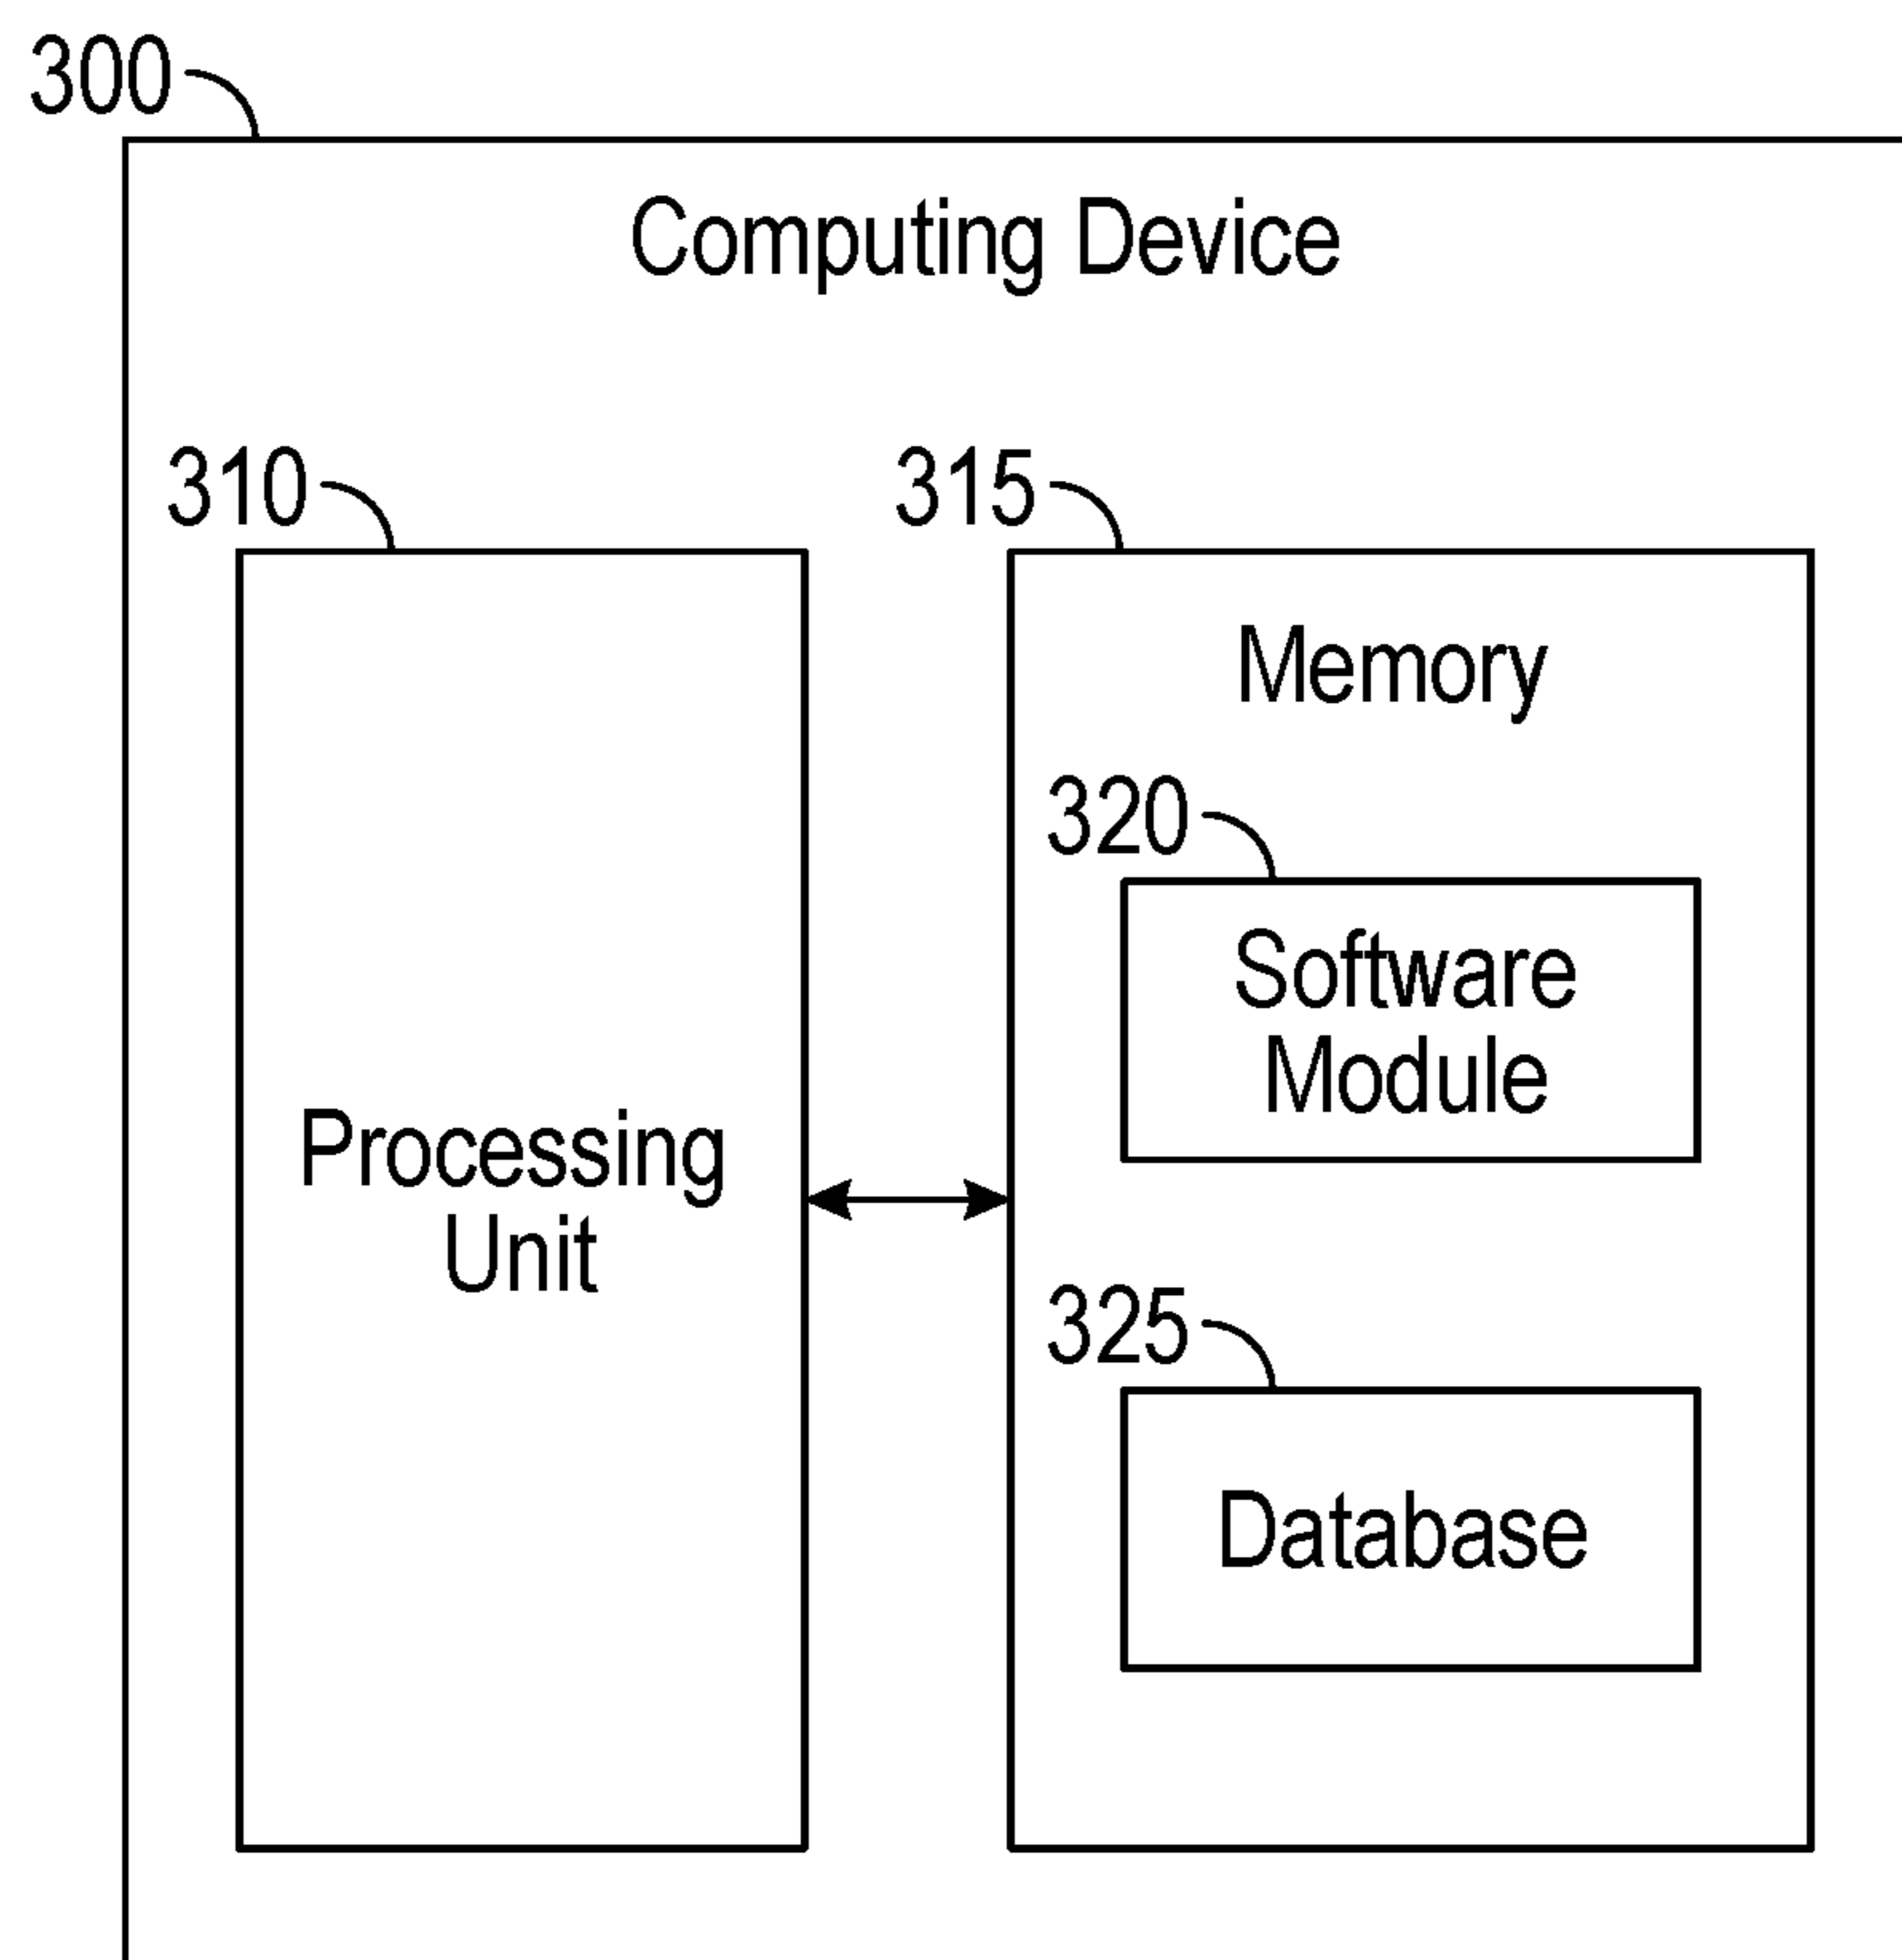 300
Computing Device
310
315
Memory
320
Software
Module
Processing
Unit
325
Database